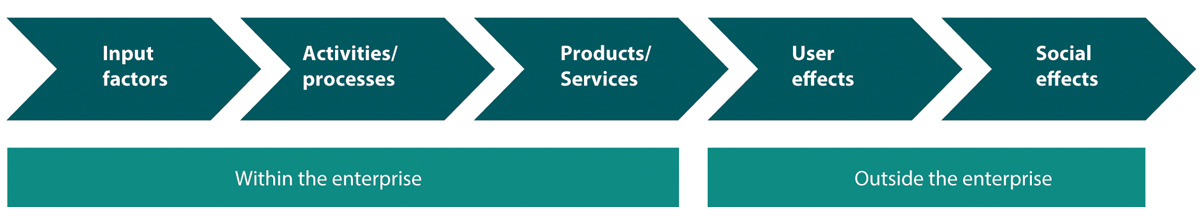 Input
factors
Activities/
processes
Products/
Services
User
effects
Social
effects
Within the enterprise
Outside the enterprise